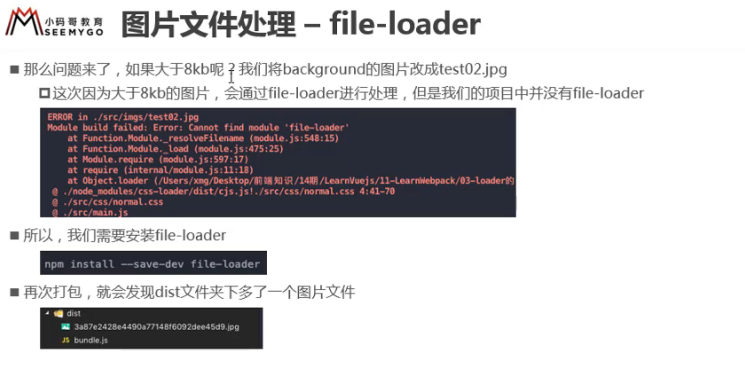 小码哥教育
SEEMYGO
图片文件处理 – file-loader
那么问题来了，如果大于8kb呢？我们将background的图片改成test02.jpg
这次因为大于8kb的图片，会通过file-loader进行处理，但是我们的项目中并没有file-loader
ERROR in ./src/imgs/test02.jpg
Module build failed: Error: Cannot find module 'file-loader'
at Function.Module._resolveFilename (module.js:548:15)
at Function.Module._load (module.js:475:25)
at Module.require (module.js:597:17)
at require (internal/module.js:11:18)
at Object.loader (/Users/xmg/Desktop/前端知识/14期/LearnVuejs/11-LearnWebpack/03-loader的
@ ./node_modules/css-loader/dist/cjs.js!./src/css/normal.css 4:41-70
@ ./src/css/normal.css
@ ./src/main.js
所以，我们需要安装file-loader
npm install --save-dev file-loader
再次打包，就会发现dist文件夹下多了一个图片文件
dist
3a87e2428e4490a77148f6092dee45d9.jpg
JS bundle.js